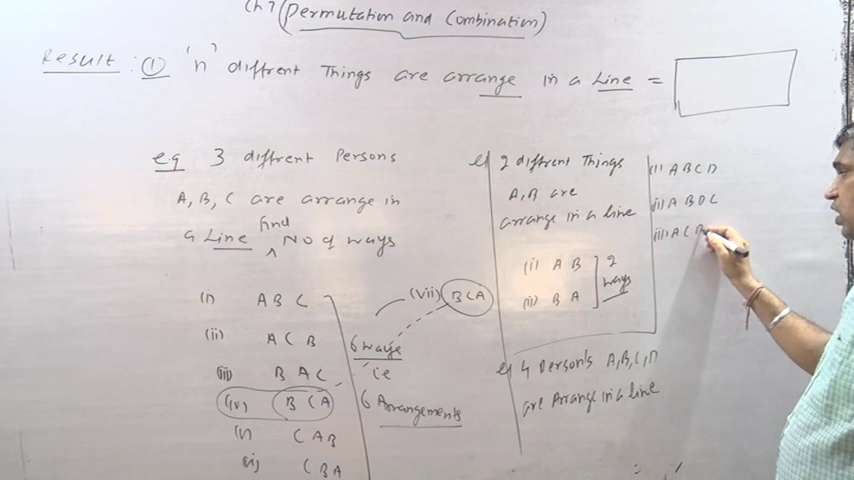 Ch 7 (Permutation and Combination)
Result : ① 'n' diffrent Things are arrange in a Line =
eg 3 diffrent Persons
A, B, C are arrange in
a Line find No of ways
(i) A B C
(ii) A C B
(iii) B A C
(iv) B C A
(v) C A B
(vi) C B A
(vii) B C A
6 ways
i.e
6 Arrangements
eg 2 diffrent Things
A, B are
arrange in a line
(i) A B
(ii) B A
2 ways
eg 4 Person's A, B, C, D
are Arrange in a line
(i) A B C D
(ii) A B D C
(iii) A C B